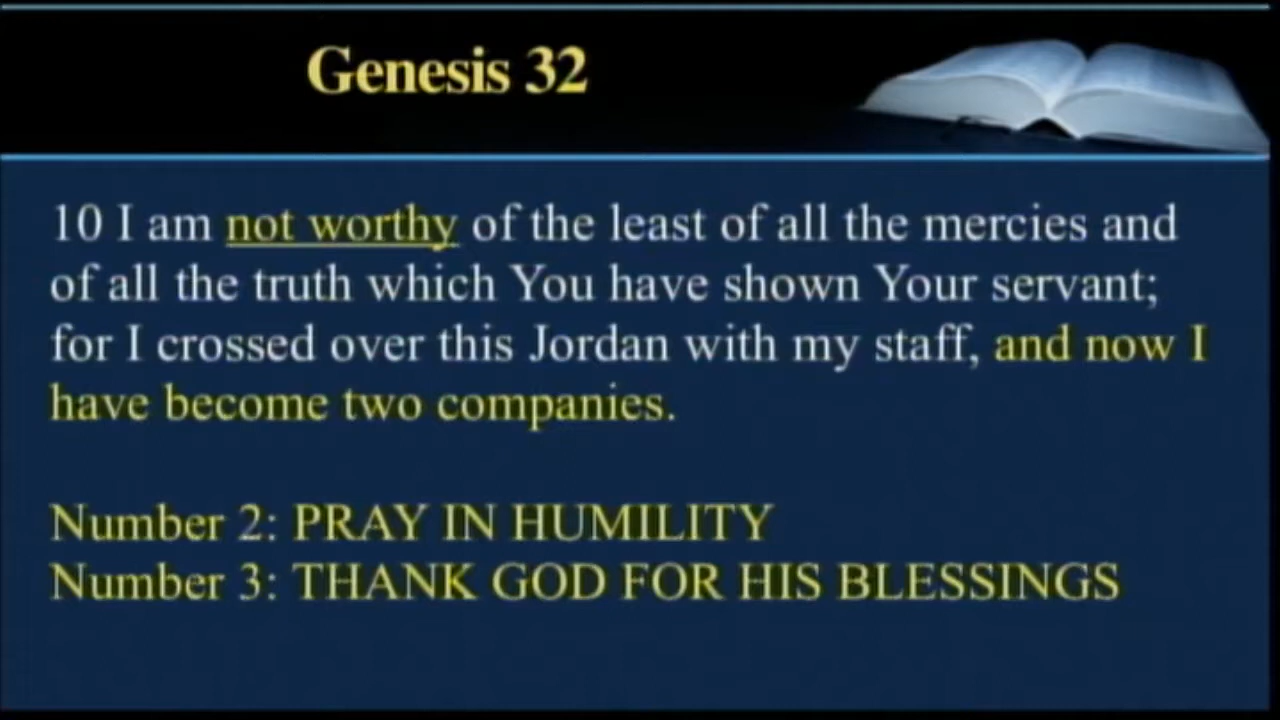 Genesis 32
10 I am not worthy of the least of all the mercies and
of all the truth which You have shown Your servant;
for I crossed over this Jordan with my staff, and now I
have become two companies.
Number 2: PRAY IN HUMILITY
Number 3: THANK GOD FOR HIS BLESSINGS